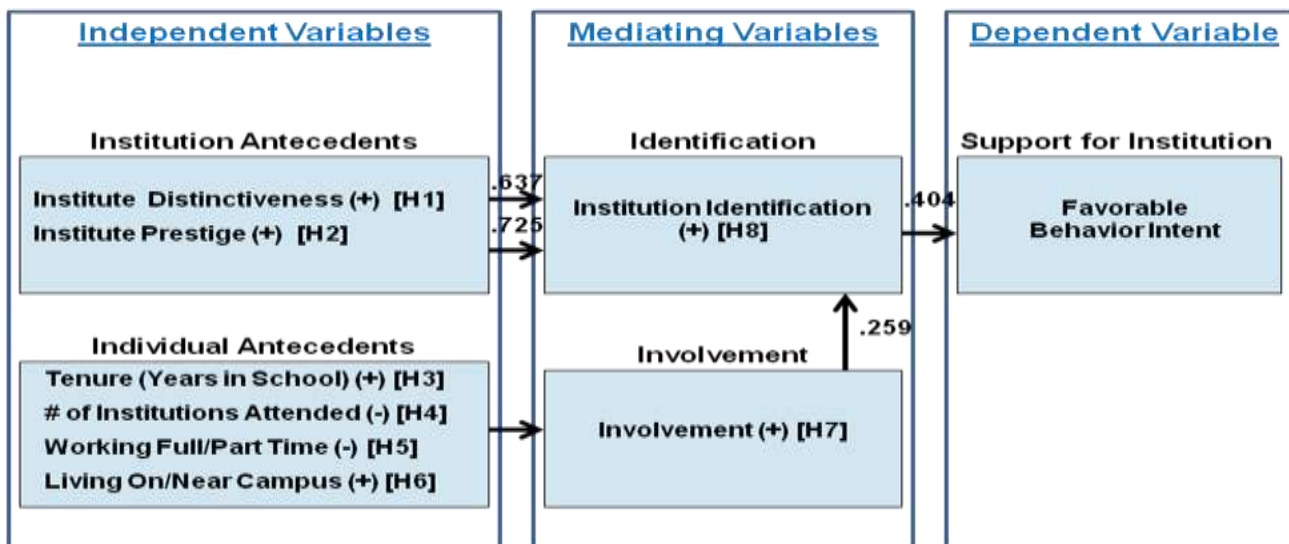 Independent Variables
Mediating Variables
Dependent Variable
Institution Antecedents
Institute Distinctiveness (+) [H1]
Institute Prestige (+) [H2]
.637
.725
Identification
Institution Identification
(+) [H8]
.404
Support for Institution
Favorable
Behavior Intent
Individual Antecedents
Tenure (Years in School) (+) [H3]
# of Institutions Attended (-) [H4]
Working Full/Part Time (-) [H5]
Living On/Near Campus (+) [H6]
.259
Involvement
Involvement (+) [H7]